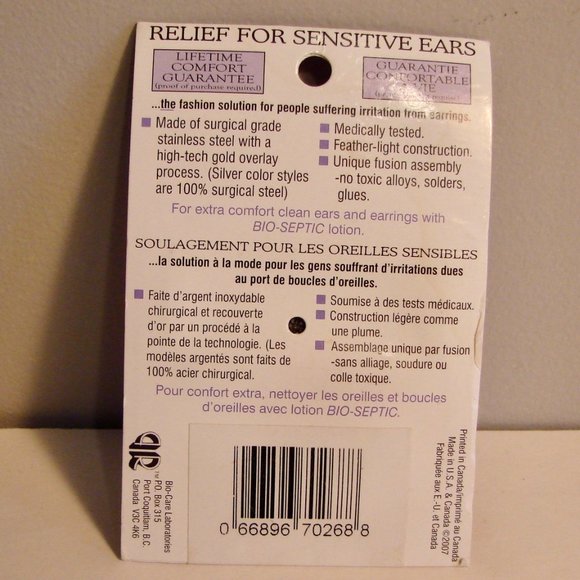 RELIEF FOR SENSITIVE EARS
LIFETIME
COMFORT
GUARANTEE
(proof of purchase required)
GUARANTIE
CONFORTABLE
VIE
...the fashion solution for people suffering irritation from earrings.
Made of surgical grade
stainless steel with a
high-tech gold overlay
process. (Silver color styles
are 100% surgical steel)
Medically tested.
Feather-light construction.
Unique fusion assembly
-no toxic alloys, solders,
glues.
For extra comfort clean ears and earrings with
BIO-SEPTIC lotion.
SOULAGEMENT POUR LES OREILLES SENSIBLES
...la solution à la mode pour les gens souffrant d'irritations dues
au port de boucles d'oreilles.
Faite d'argent inoxydable
chirurgical et recouverte
d'or par un procédé à la
pointe de la technologie. (Les
modèles argentés sont faits de
100% acier chirurgical.
Soumise à des tests médicaux.
Construction légère comme
une plume.
Assemblage unique par fusion
-sans alliage, soudure ou
colle toxique.
Pour confort extra, nettoyer les oreilles et boucles
d'oreilles avec lotion BIO-SEPTIC.
Bio-Care Laboratories
P.O. Box 315
Port Coquitlam, B.C.
Canada V3C 4K6
TM
0 66896 70268 8
Printed in Canada/imprimé au Canada
Made in U.S.A. & Canada ©2007
Fabriquée aux E.-U. et Canada